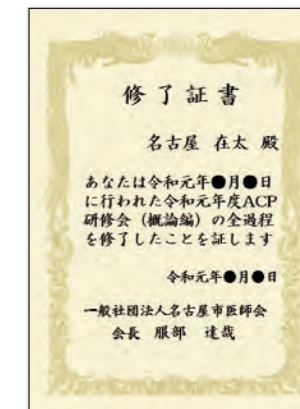 修了証書
名古屋 在太 殿
あなたは令和元年●月●日
に行われた令和元年度ACP
研修会（概論編）の全過程
を修了したことを証します
令和元年●月●日
一般社団法人名古屋市医師会
会長 服部 達哉